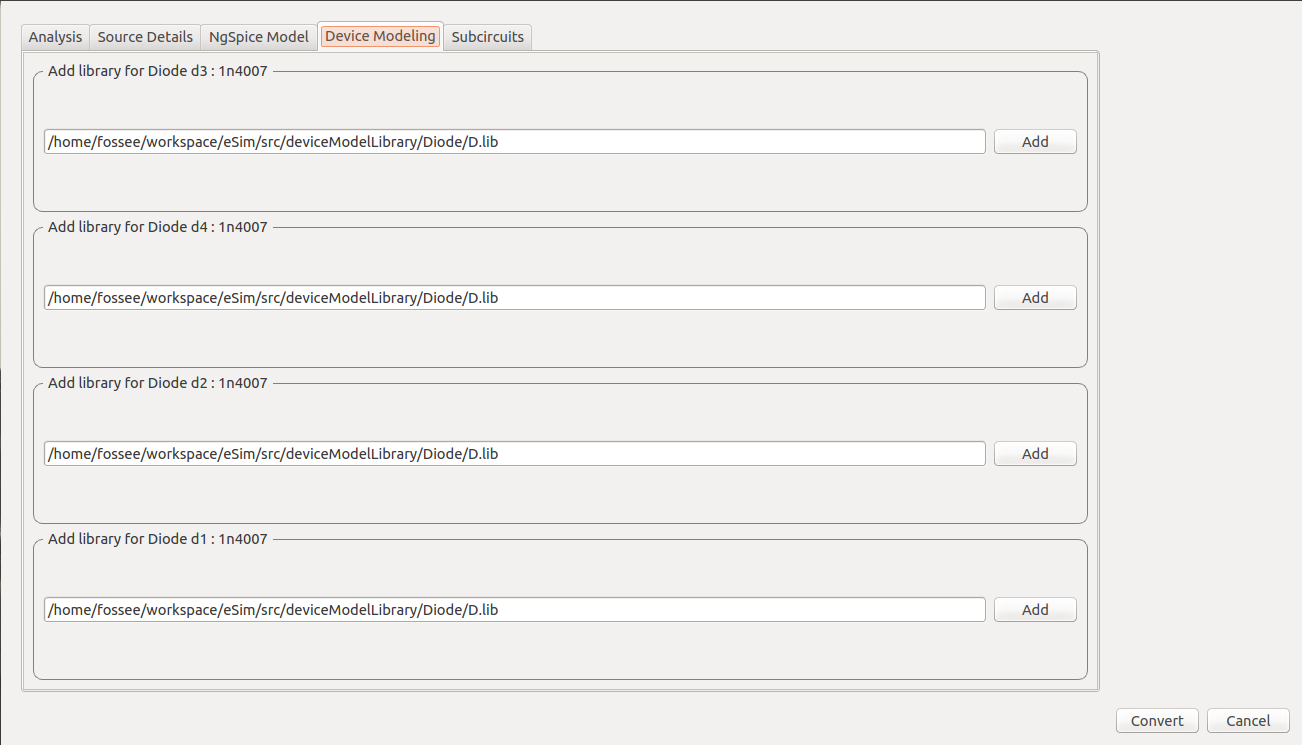 Analysis Source Details NgSpice Model Device Modeling Subcircuits
Add library for Diode d3 : 1n4007
/home/fossee/workspace/eSim/src/deviceModelLibrary/Diode/D.lib Add
Add library for Diode d4 : 1n4007
/home/fossee/workspace/eSim/src/deviceModelLibrary/Diode/D.lib Add
Add library for Diode d2 : 1n4007
/home/fossee/workspace/eSim/src/deviceModelLibrary/Diode/D.lib Add
Add library for Diode d1 : 1n4007
/home/fossee/workspace/eSim/src/deviceModelLibrary/Diode/D.lib Add
Convert Cancel